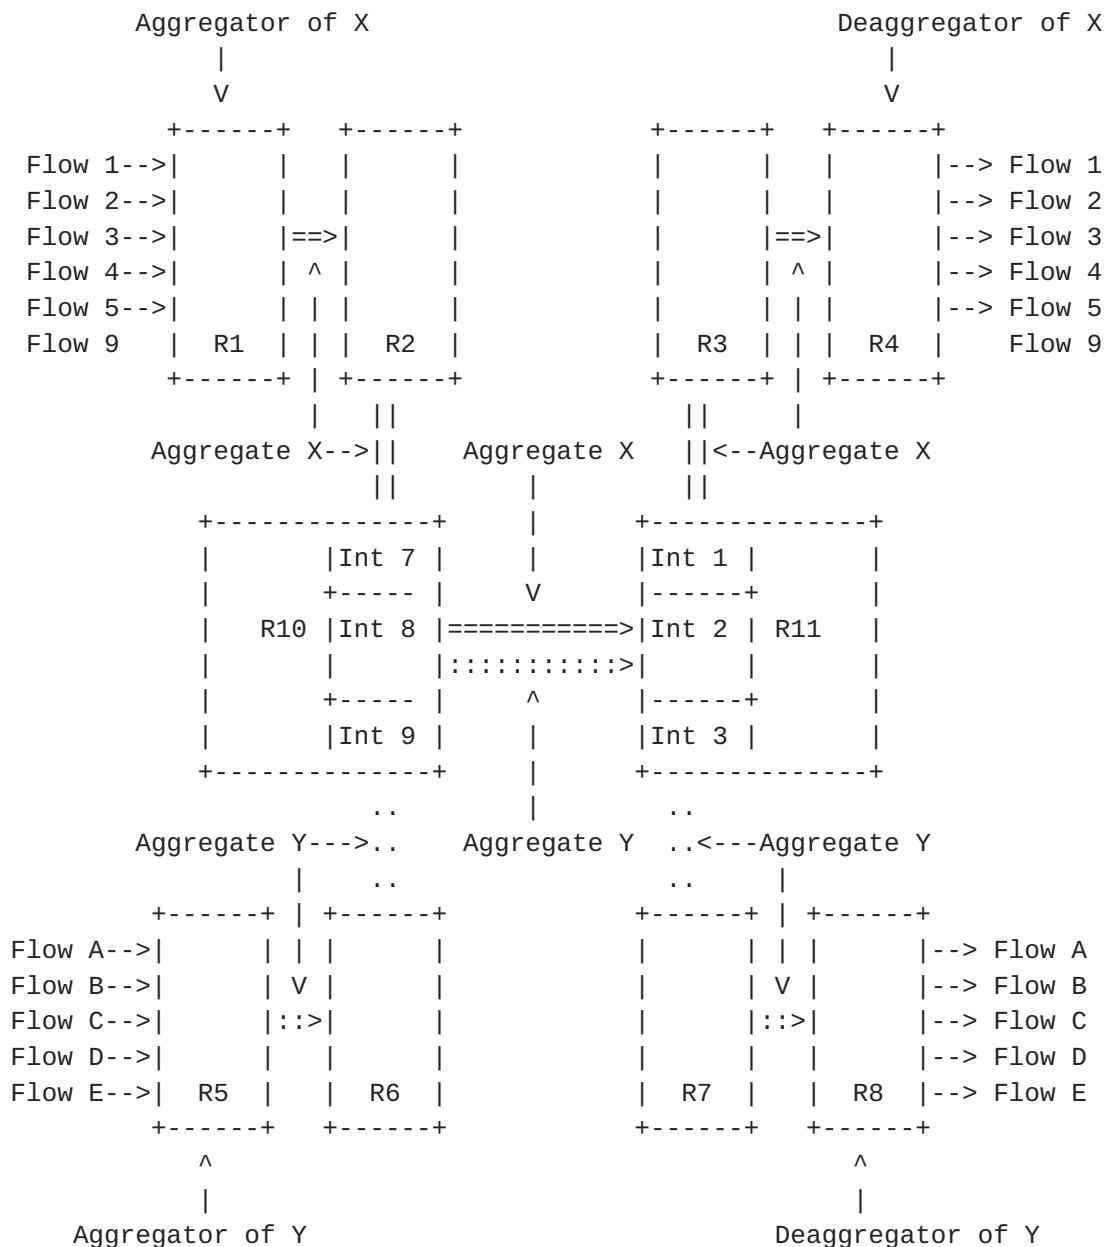 Aggregator of X                              Deaggregator of X
       |                                           |
       V                                           V
    +------+   +------+            +------+   +------+
Flow 1-->|      |   |      |            |      |   |      |--> Flow 1
Flow 2-->|      |   |      |            |      |   |      |--> Flow 2
Flow 3-->|      |==>|      |            |      |==>|      |--> Flow 3
Flow 4-->|      | ^ |      |            |      | ^ |      |--> Flow 4
Flow 5-->|      | | |      |            |      | | |      |--> Flow 5
Flow 9   |  R1  | | |  R2  |            |  R3  | | |  R4  |    Flow 9
+------+ | +------+            +------+ | +------+
|   ||                  ||     |
Aggregate X-->||    Aggregate X   ||<--Aggregate X
||        |         ||
+--------------+     |      +--------------+
|       |Int 7 |     |      |Int 1 |       |
|       +----- |     V      |------+       |
|   R10 |Int 8 |===========>|Int 2 | R11   |
|       |      |:::::::::::>|      |       |
|       +----- |     ^      |------+       |
|       |Int 9 |     |      |Int 3 |       |
+--------------+     |      +--------------+
..        |        ..
Aggregate Y--->..    Aggregate Y  ..<---Aggregate Y
|    ..                 ..    |
+------+ | +------+            +------+ | +------+
Flow A-->|      | | |      |            |      | | |      |--> Flow A
Flow B-->|      | V |      |            |      | V |      |--> Flow B
Flow C-->|      |::>|      |            |      |::>|      |--> Flow C
Flow D-->|      |   |      |            |      |   |      |--> Flow D
Flow E-->|  R5  |   |  R6  |            |  R7  |   |  R8  |--> Flow E
+------+   +------+            +------+   +------+
^                                         ^
|                                         |
Aggregator of Y                              Deaggregator of Y